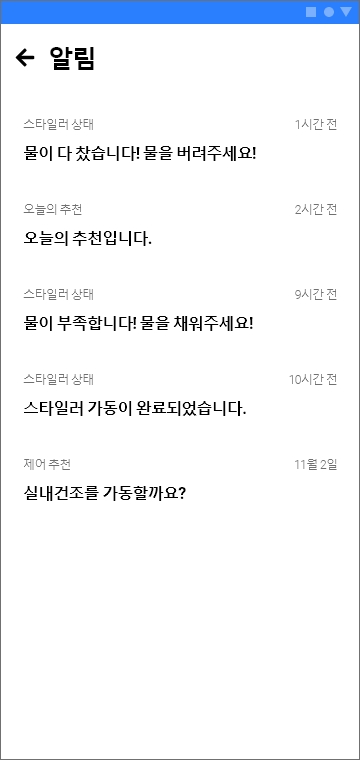 알림
스타일러 상태 1시간 전
물이 다 찼습니다! 물을 버려주세요!
오늘의 추천 2시간 전
오늘의 추천입니다.
스타일러 상태 9시간 전
물이 부족합니다! 물을 채워주세요!
스타일러 상태 10시간 전
스타일러 가동이 완료되었습니다.
제어 추천 11월 2일
실내건조를 가동할까요?